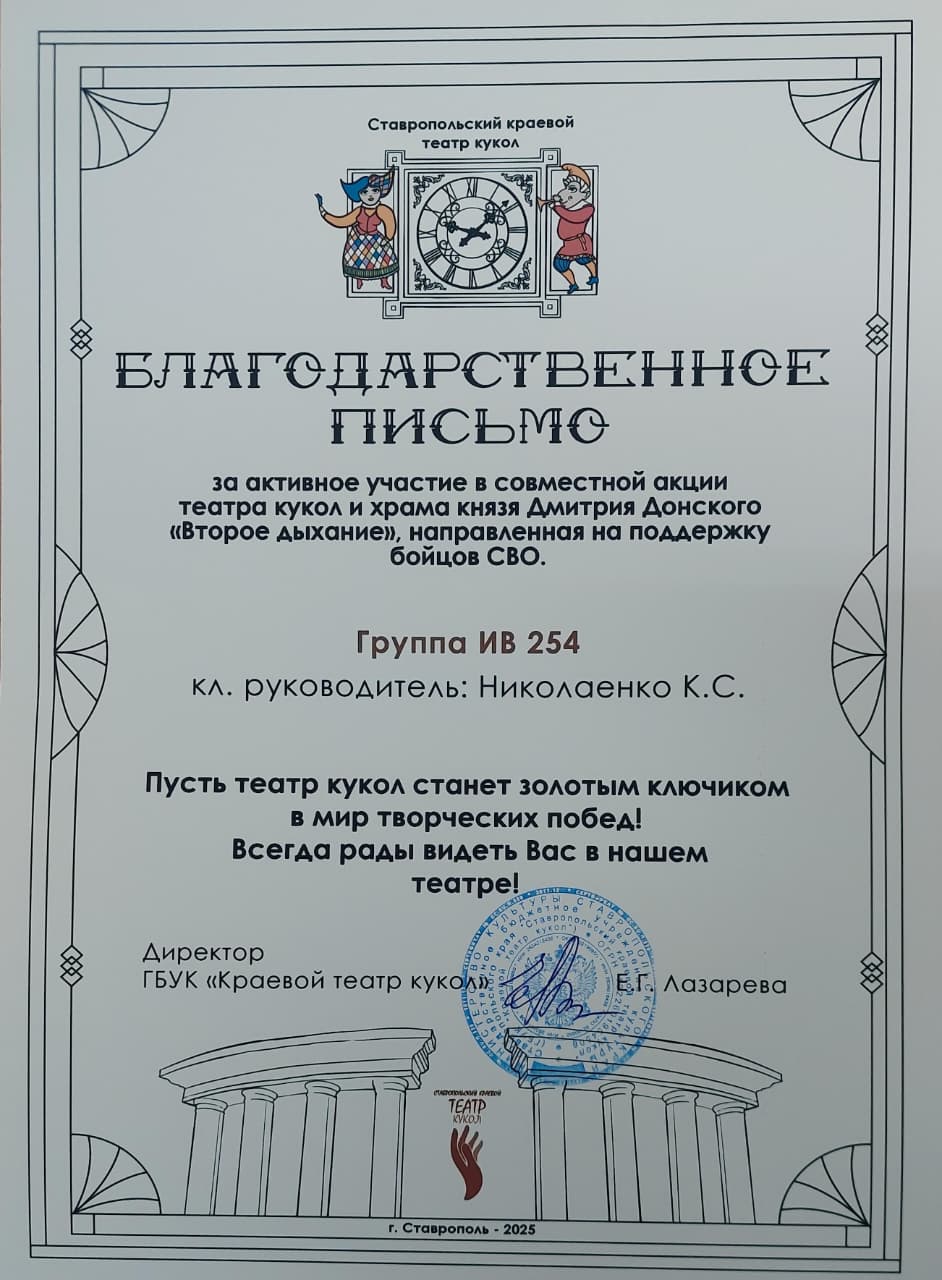 Ставропольский краевой
театр кукол
БЛАГОДАРСТВЕННОЕ
ПИСЬМО
за активное участие в совместной акции
театра кукол и храма князя Дмитрия Донского
«Второе дыхание», направленная на поддержку
бойцов СВО.
Группа ИВ 254
кл. руководитель: Николаенко К.С.
Пусть театр кукол станет золотым ключиком
в мир творческих побед!
Всегда рады видеть Вас в нашем
театре!
Директор
ГБУК «Краевой театр кукол» Е.Г. Лазарева
СТАВРОПОЛЬСКИЙ КРАЕВОЙ
ТЕАТР
КУКОЛ
г. Ставрополь - 2025